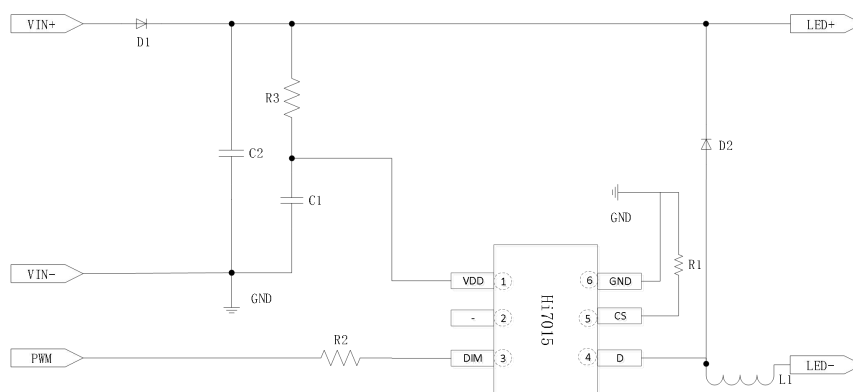 VIN+
D1
LED+
R3
C2
D2
C1
GND
VIN-
GND
R1
VDD
1
6
GND
-
2
Hi7015
5
CS
R2
PWM
DIM
3
4
D
L1
LED-